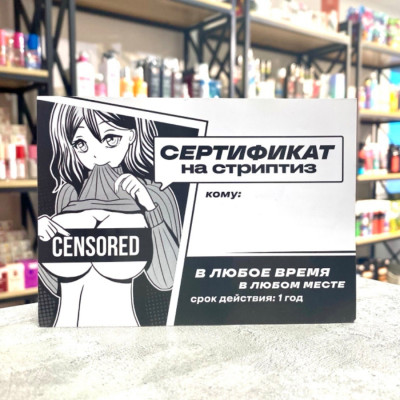 СЕРТИФИКАТ
на стриптиз
кому:
CENSORED
В ЛЮБОЕ ВРЕМЯ
В ЛЮБОМ МЕСТЕ
срок действия: 1 год